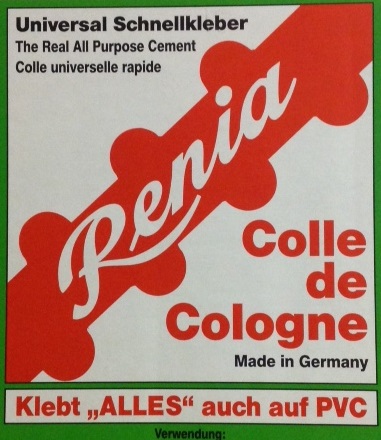 Universal Schnellkleber
The Real All Purpose Cement
Colle universelle rapide
Renia
Colle
de
Cologne
Made in Germany
Klebt „ALLES“ auch auf PVC
Verwendung: